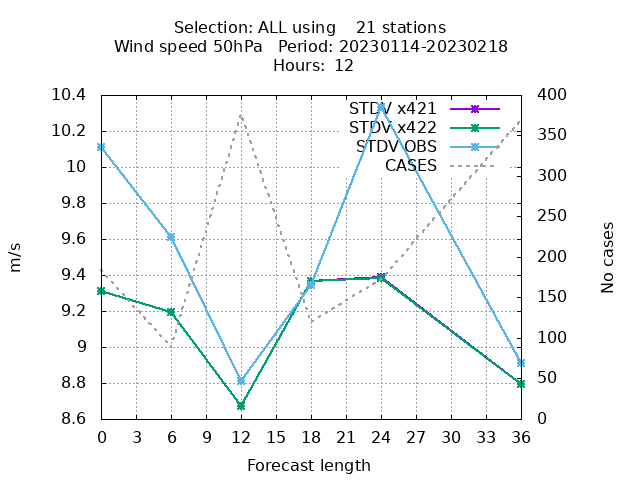 Selection: ALL using    21 stations
Wind speed 50hPa   Period: 20230114-20230218
Hours: 12
STDV x421
STDV x422
STDV OBS
CASES
m/s
10.4
10.2
10
9.8
9.6
9.4
9.2
9
8.8
8.6
400
350
300
250
200
150
100
50
0
No cases
0 3 6 9 12 15 18 21 24 27 30 33 36
Forecast length